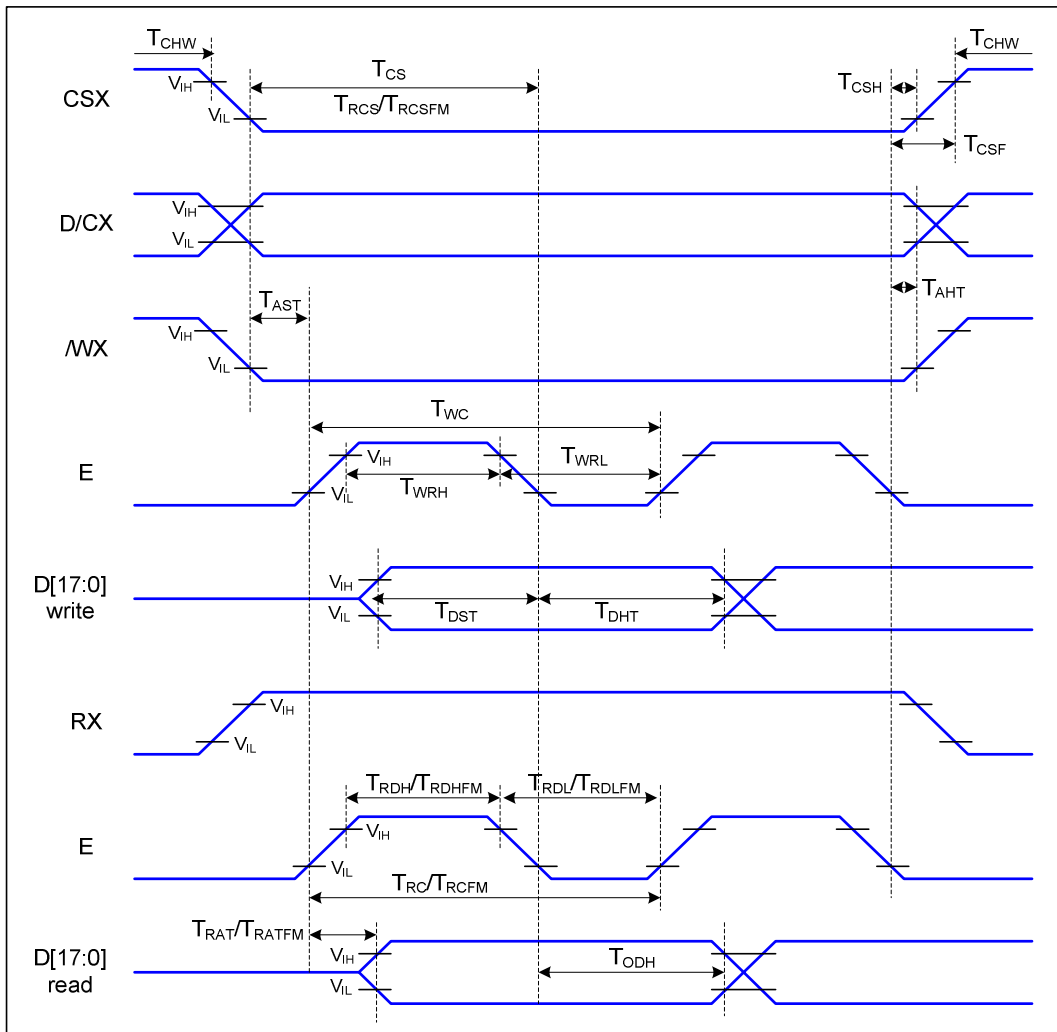 TCHW
TCHW
TCS
TCSH
VIH
CSX
TRCS/TRCSFM
VIL
TCSF
VIH
D/CX
VIL
TAST
TAHT
VIH
/WX
VIL
TWC
VIH
TWRL
E
TWRH
VIL
D[17:0]
write
VIH
TDST
TDHT
VIL
RX
VIH
VIL
TRDH/TRDHFM
TRDL/TRDLFM
E
VIH
VIL
TRC/TRCFM
TRAT/TRATFM
D[17:0]
read
VIH
TODH
VIL